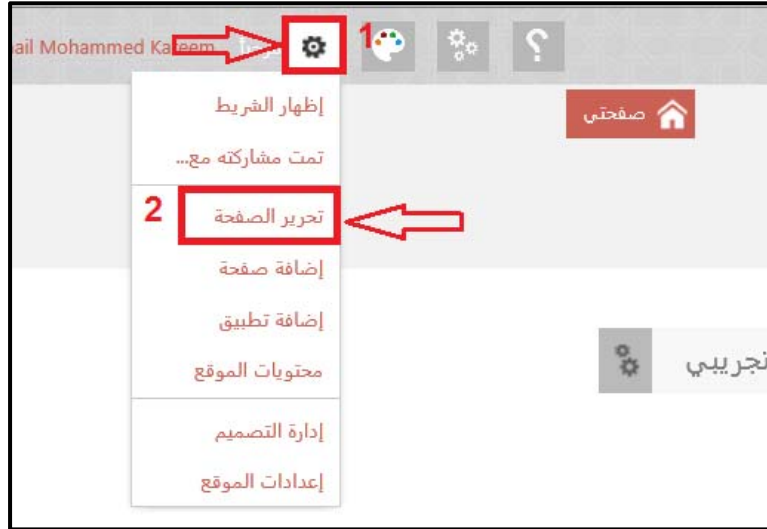 ail Mohammed Kareem
1
؟
إظهار الشريط
صفحتي
تمت مشاركته مع...
2
تحرير الصفحة
إضافة صفحة
إضافة تطبيق
تجريبي
محتويات الموقع
إدارة التصميم
إعدادات الموقع